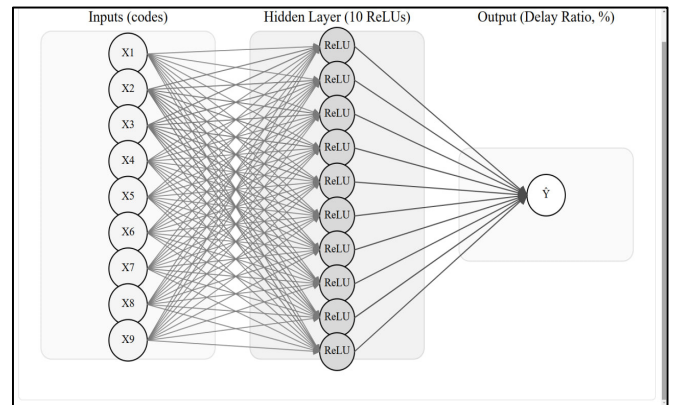 Inputs (codes) Hidden Layer (10 ReLUs) Output (Delay Ratio, %)
X1
X2
X3
X4
X5
X6
X7
X8
X9
ReLU
ReLU
ReLU
ReLU
ReLU
ReLU
ReLU
ReLU
ReLU
ReLU
Ŷ